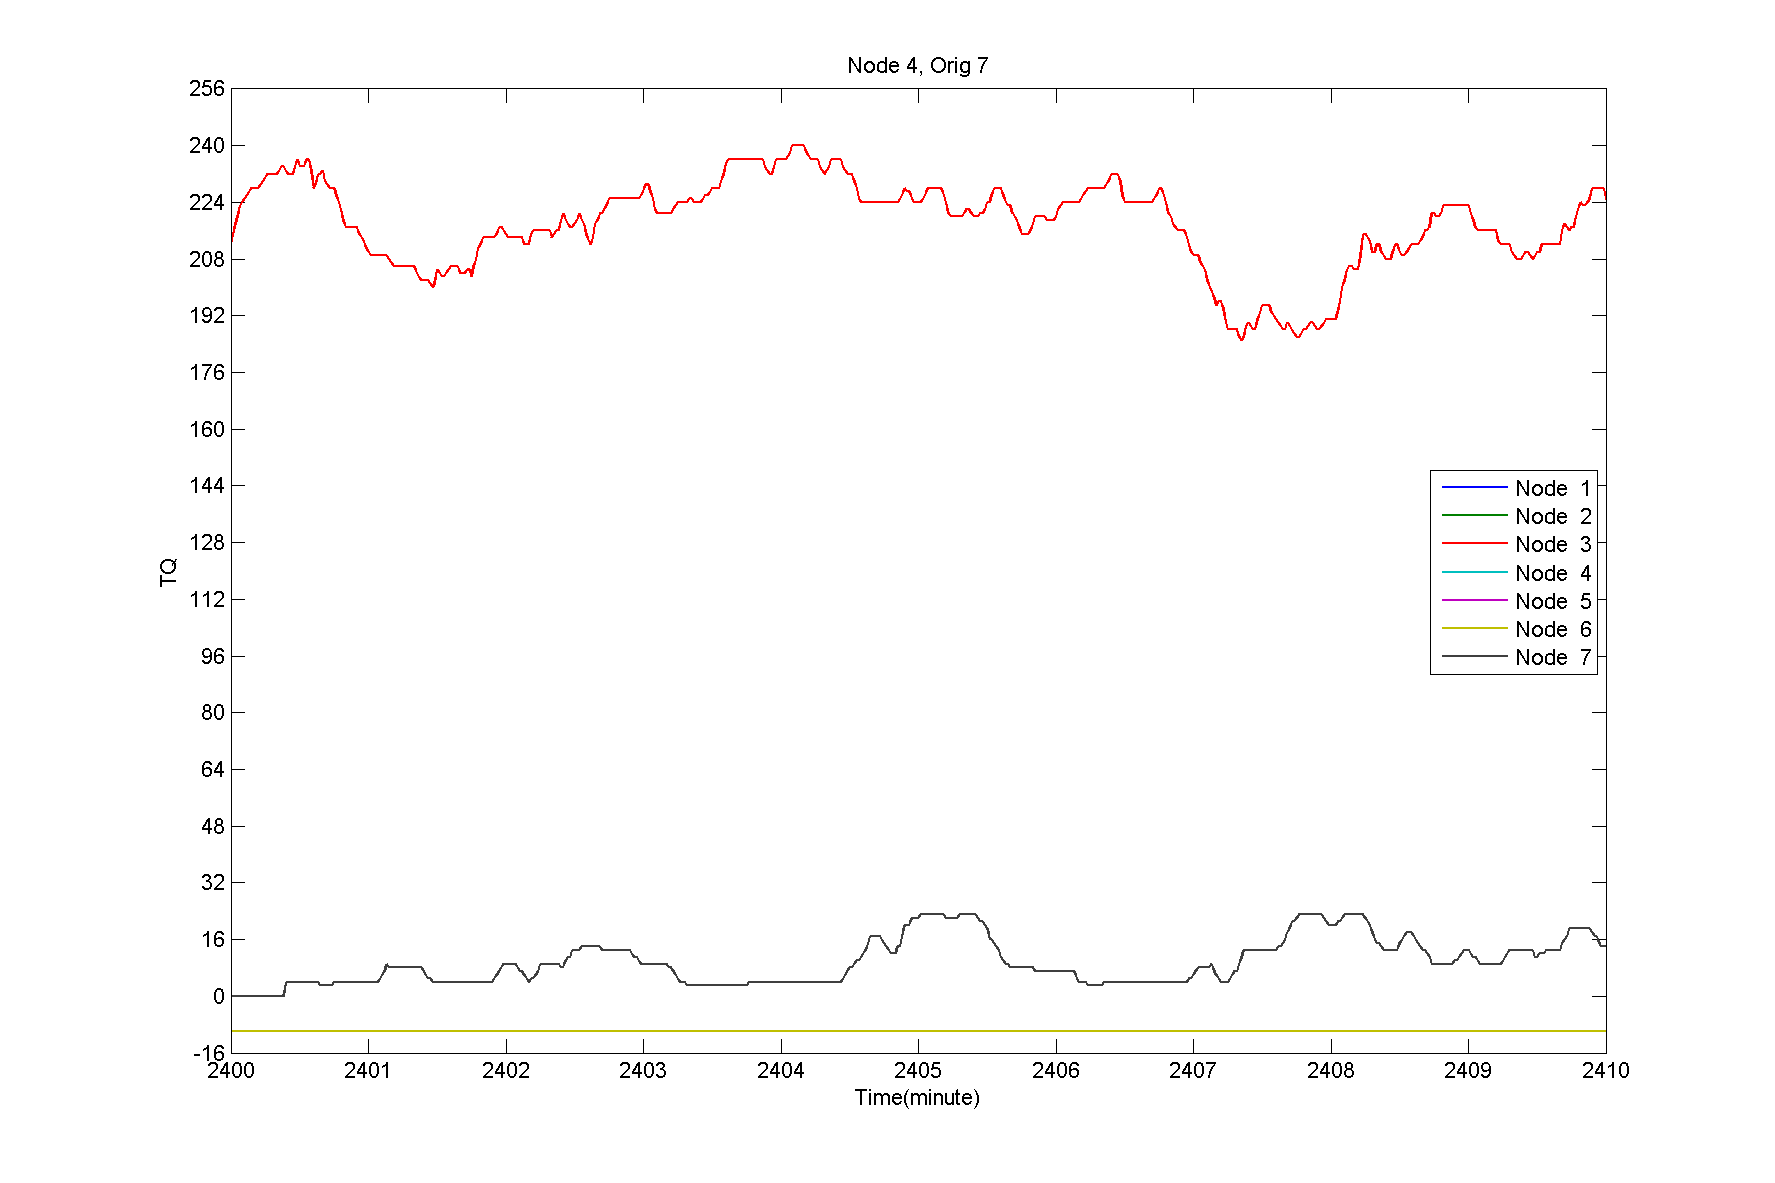 Node 4, Orig 7
256
240
224
208
192
176
160
144
128
112
96
80
64
48
32
16
0
-16
TQ
Node 1
Node 2
Node 3
Node 4
Node 5
Node 6
Node 7
2400 2401 2402 2403 2404 2405 2406 2407 2408 2409 2410
Time(minute)